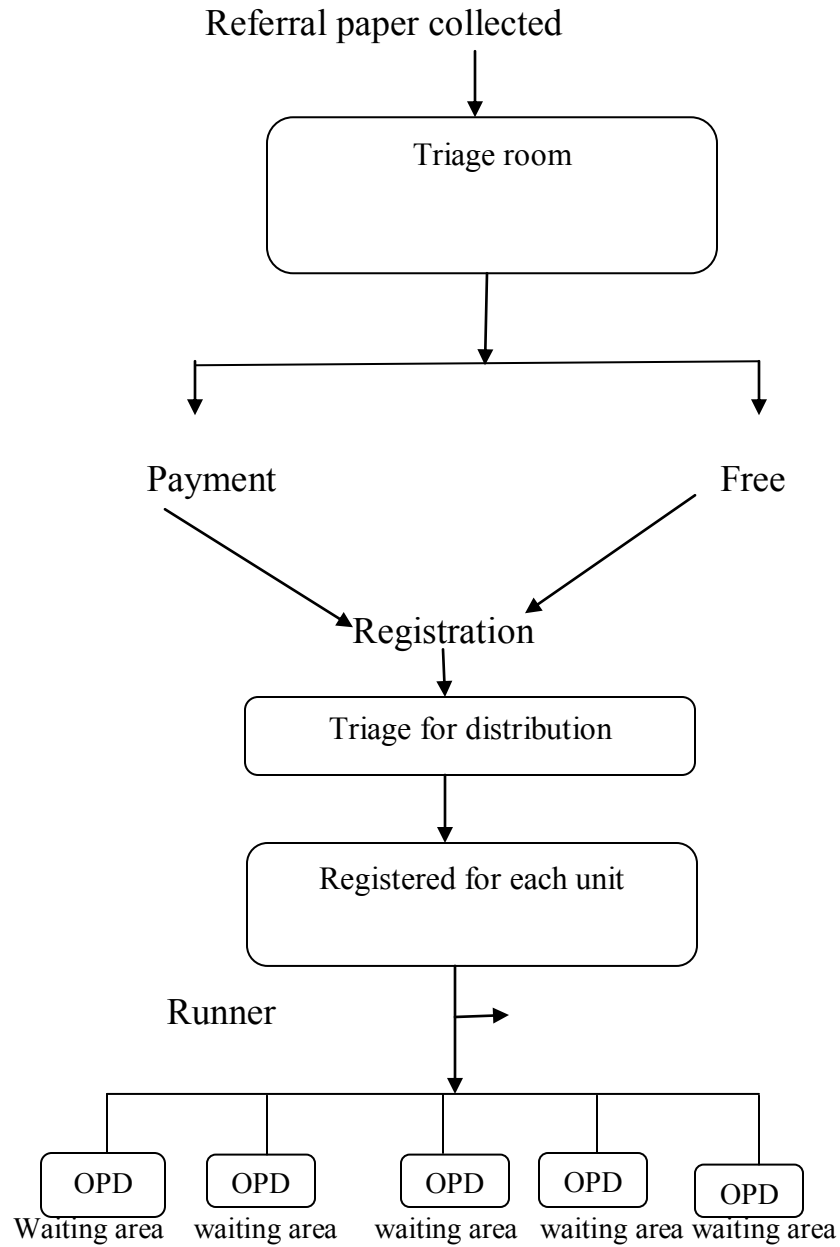 Referral paper collected
Triage room
Payment Free
Registration
Triage for distribution
Registered for each unit
Runner
OPD OPD OPD OPD OPD
Waiting area waiting area waiting area waiting area waiting area